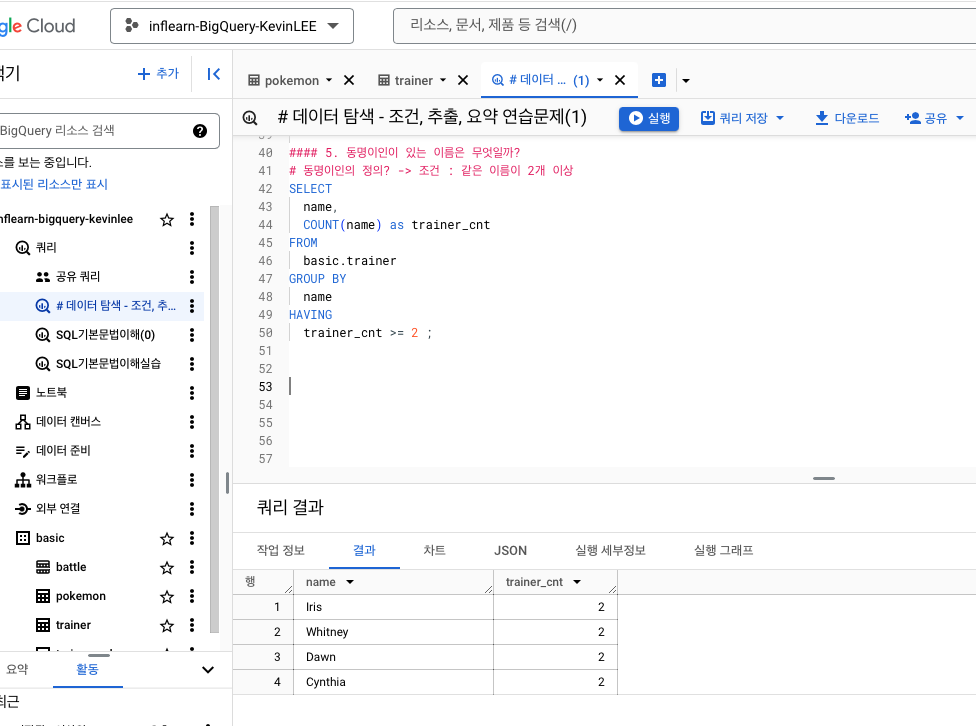 gle Cloud
inflearn-BigQuery-KevinLEE
리소스, 문서, 제품 등 검색(/)
추가
pokemon
trainer
# 데이터 ... (1)
BigQuery 리소스 검색
# 데이터 탐색 - 조건, 추출, 요약 연습문제(1)
실행
쿼리 저장
다운로드
공유
스를 보는 중입니다.
표시된 리소스만 표시
nflearn-bigquery-kevinlee
쿼리
공유 쿼리
# 데이터 탐색 - 조건, 추...
SQL기본문법이해(0)
SQL기본문법이해실습
노트북
데이터 캔버스
데이터 준비
워크플로
외부 연결
basic
battle
pokemon
trainer
요약
활동
최근
39
40 #### 5. 동명이인이 있는 이름은 무엇일까?
41 # 동명이인의 정의? -> 조건 : 같은 이름이 2개 이상
42 SELECT
43 name,
44 COUNT(name) as trainer_cnt
45 FROM
46 basic.trainer
47 GROUP BY
48 name
49 HAVING
50 trainer_cnt >= 2 ;
51
52
53
54
55
56
57
쿼리 결과
작업 정보 결과 차트 JSON 실행 세부정보 실행 그래프
행 name trainer_cnt
1 Iris 2
2 Whitney 2
3 Dawn 2
4 Cynthia 2